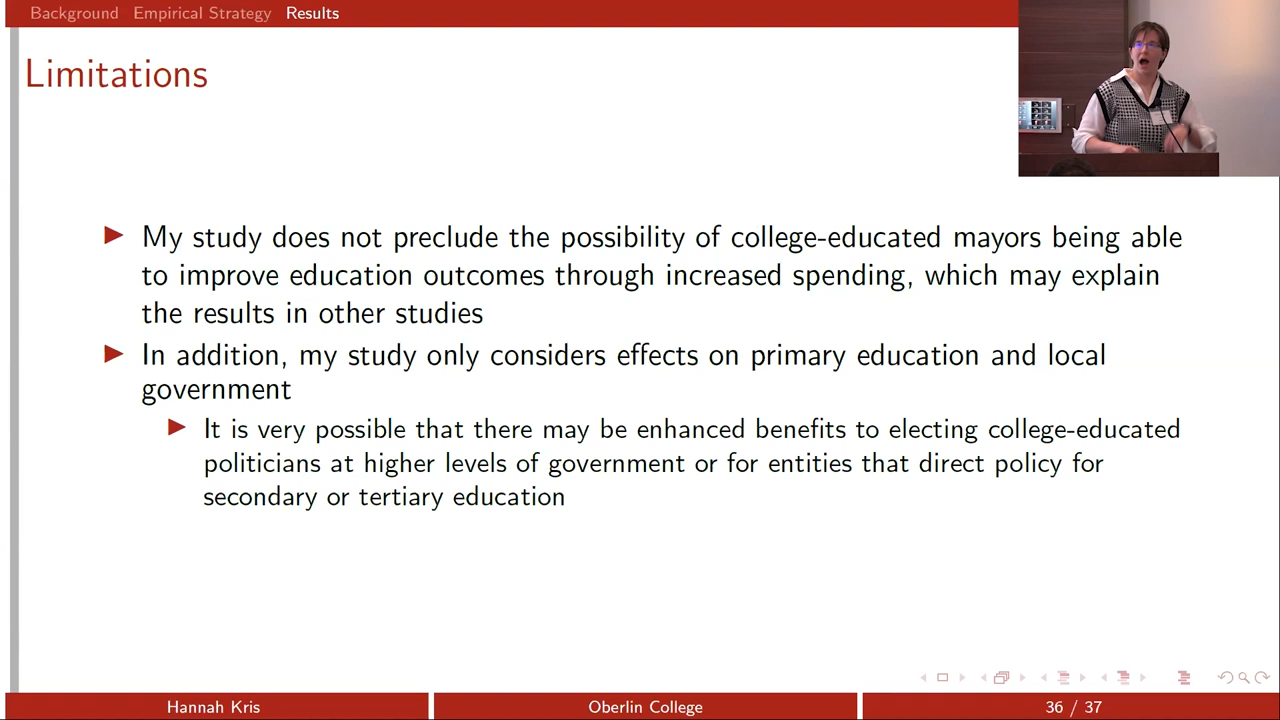 Background Empirical Strategy Results
Limitations
My study does not preclude the possibility of college-educated mayors being able
to improve education outcomes through increased spending, which may explain
the results in other studies
In addition, my study only considers effects on primary education and local
government
It is very possible that there may be enhanced benefits to electing college-educated
politicians at higher levels of government or for entities that direct policy for
secondary or tertiary education
Hannah Kris
Oberlin College
36 / 37